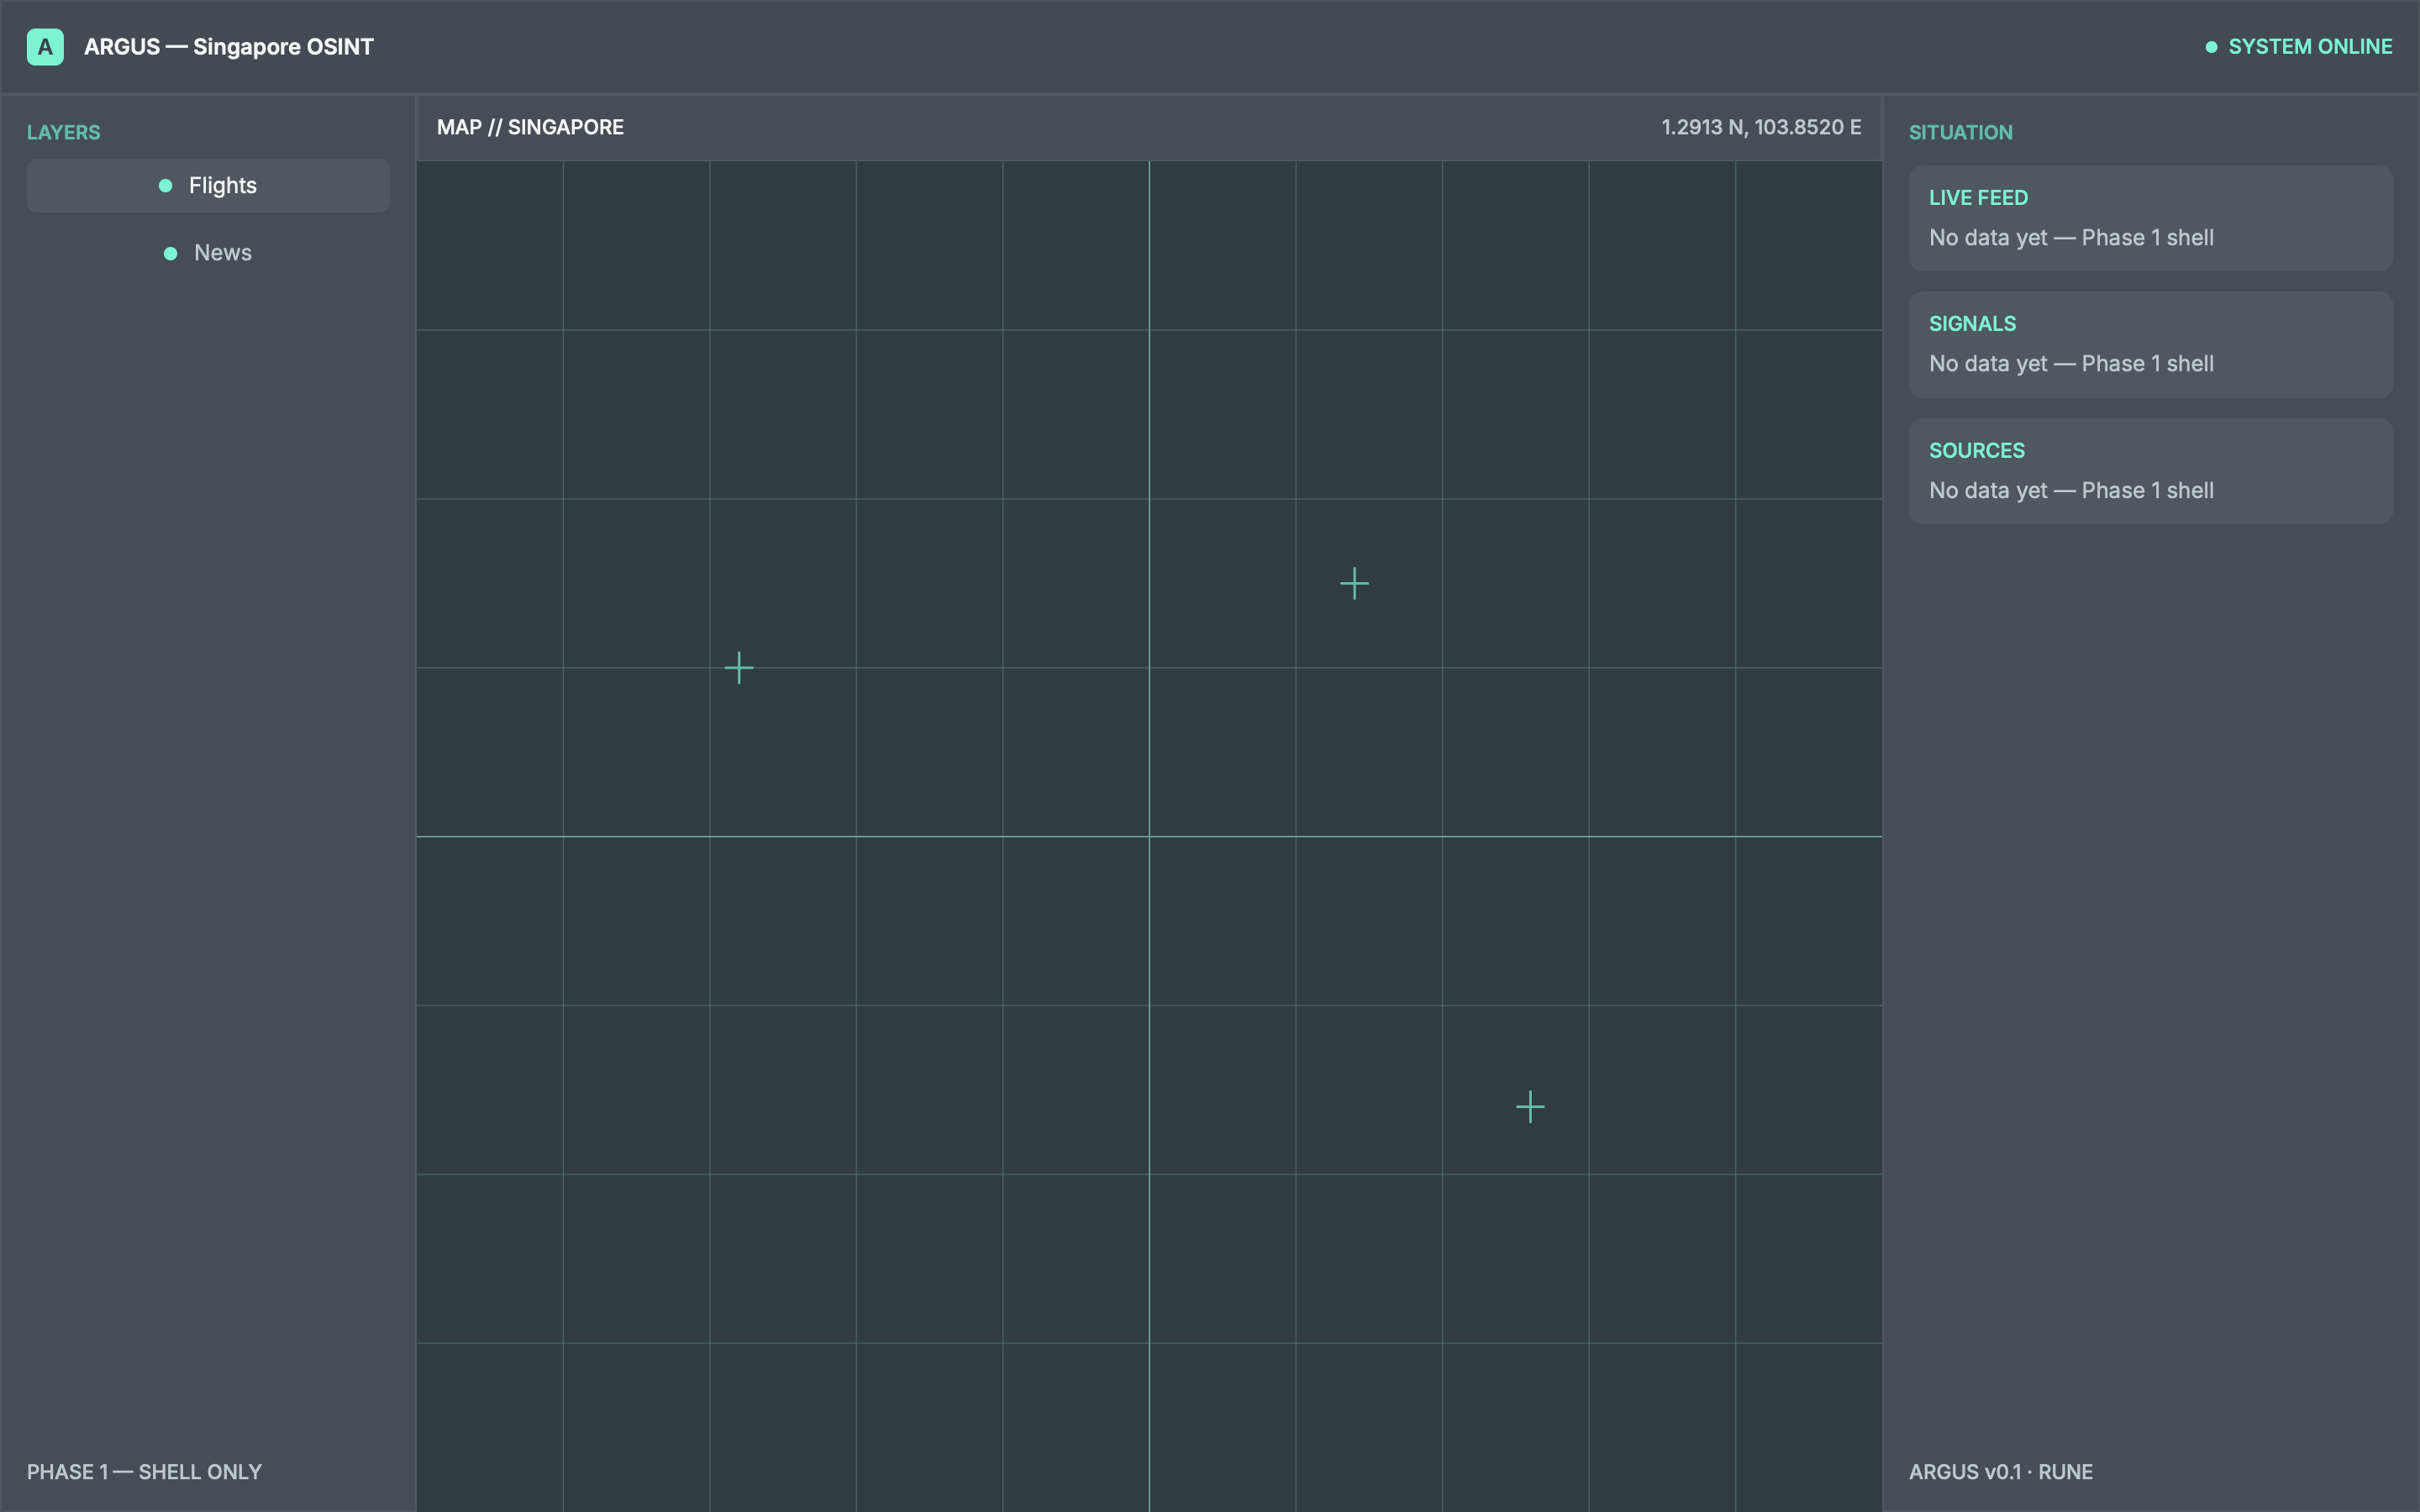 A
ARGUS — Singapore OSINT
SYSTEM ONLINE
LAYERS
Flights
News
PHASE 1 — SHELL ONLY
MAP // SINGAPORE
1.2913 N, 103.8520 E
SITUATION
LIVE FEED
No data yet — Phase 1 shell
SIGNALS
No data yet — Phase 1 shell
SOURCES
No data yet — Phase 1 shell
ARGUS v0.1 · RUNE